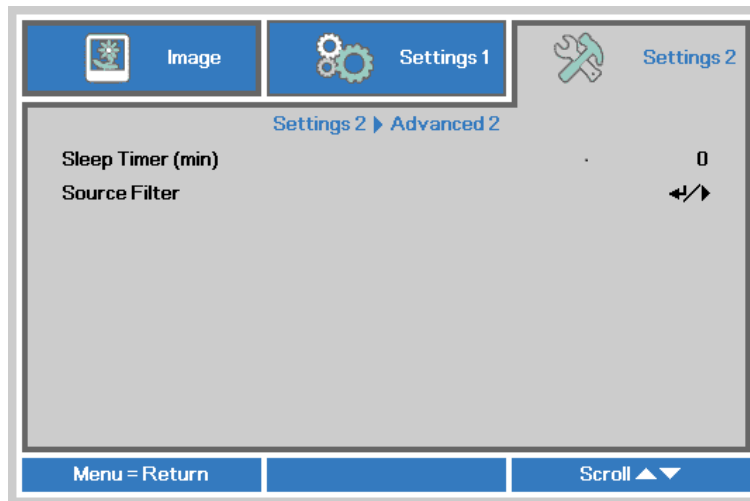 Image
Settings 1
Settings 2
Settings 2 ▶ Advanced 2
Sleep Timer (min) 0
Source Filter ↵/▶
Menu = Return
Scroll ▲▼